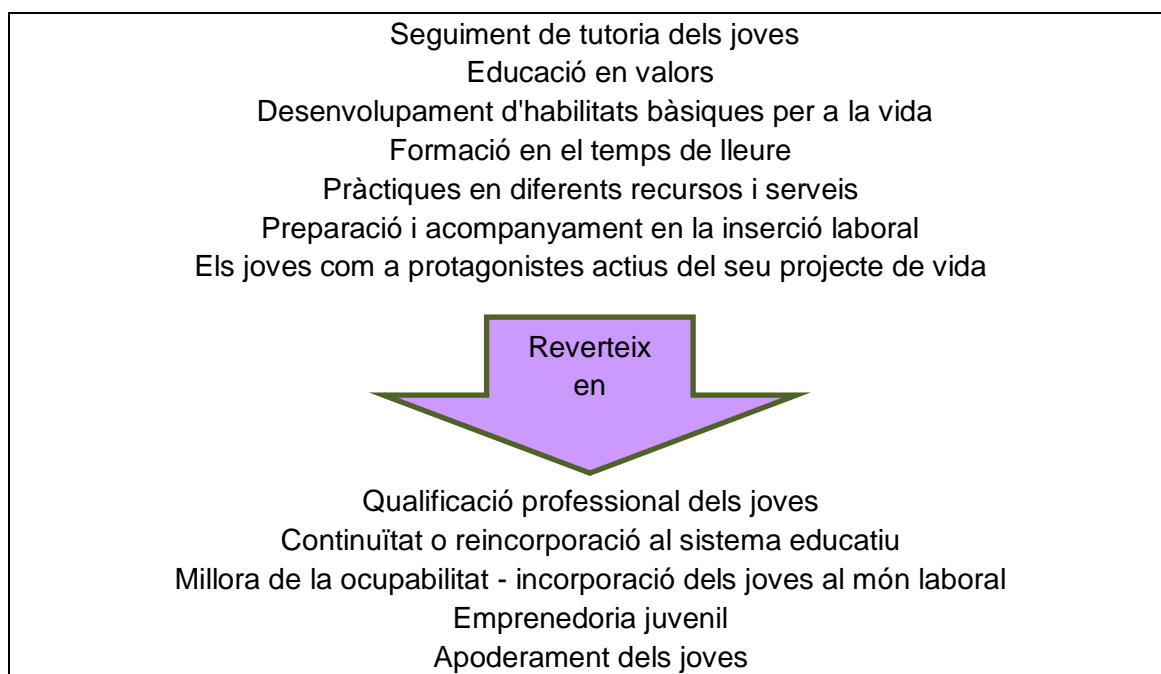 Seguiment de tutoria dels joves
Educació en valors
Desenvolupament d'habilitats bàsiques per a la vida
Formació en el temps de lleure
Pràctiques en diferents recursos i serveis
Preparació i acompanyament en la inserció laboral
Els joves com a protagonistes actius del seu projecte de vida
Reverteix
en
Qualificació professional dels joves
Continuïtat o reincorporació al sistema educatiu
Millora de la ocupabilitat - incorporació dels joves al món laboral
Emprenedoria juvenil
Apoderament dels joves